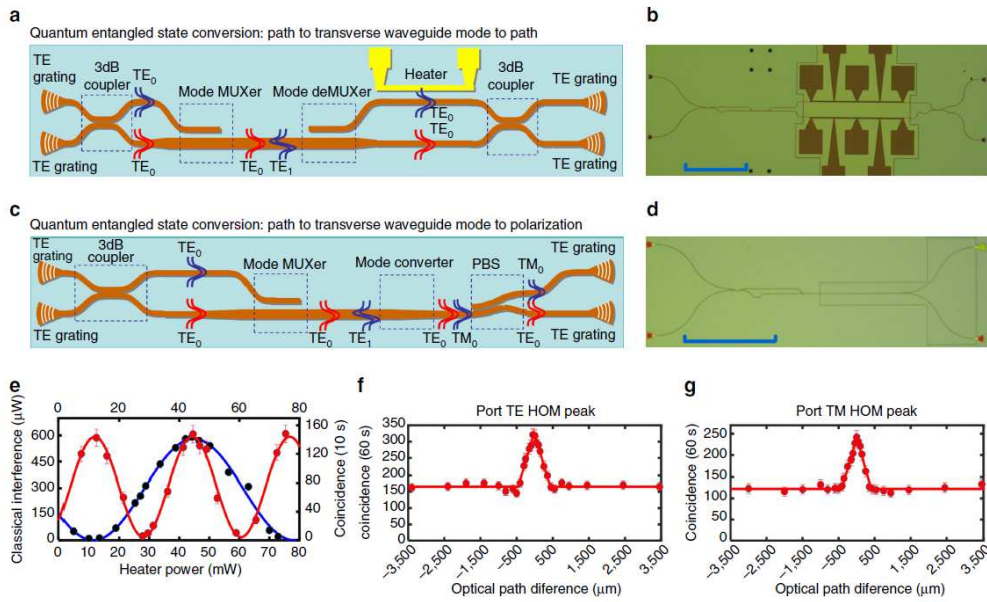 a
Quantum entangled state conversion: path to transverse waveguide mode to path
TE grating
3dB coupler
TE0
Mode MUXer
Mode deMUXer
Heater
3dB coupler
TE grating
TE0
TE0
TE grating
TE0
TE0
TE1
TE grating
b
c
Quantum entangled state conversion: path to transverse waveguide mode to polarization
TE grating
3dB coupler
TE0
Mode MUXer
Mode converter
PBS
TM0
TE grating
TE grating
TE0
TE0
TE1
TE0
TM0
TE0
TE grating
d
e
0 20 40 60 80
Classical interference (μW)
600
450
300
150
0
160
120
80
40
0
Coincidence (10 s)
0 10 20 30 40 50 60 70 80
Heater power (mW)
f
Port TE HOM peak
coincidence (60 s)
350
300
250
200
150
100
50
0
−3,500 −2,500 −1,500 −500 500 1,500 2,500 3,500
Optical path diference (μm)
g
Port TM HOM peak
Coincidence (60 s)
250
200
150
100
50
0
−3,500 −2,500 −1,500 −500 500 1,500 2,500 3,500
Optical path diference (μm)